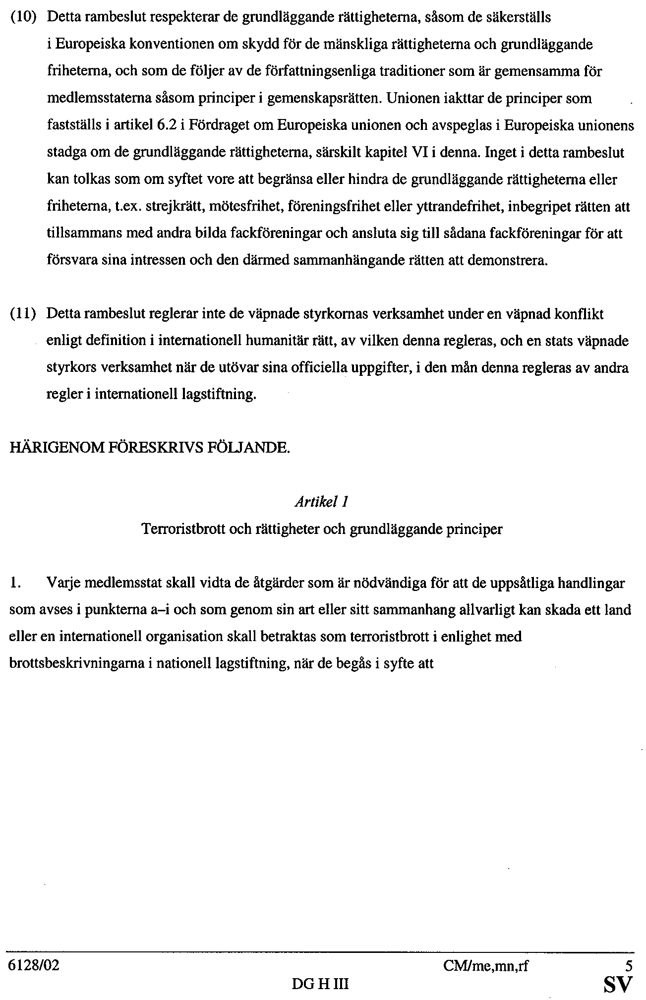 (10) Detta rambeslut respekterar de grundläggande rättigheterna, såsom de säkerställs
i Europeiska konventionen om skydd för de mänskliga rättigheterna och grundläggande
friheterna, och som de följer av de författningsenliga traditioner som är gemensamma för
medlemsstaterna såsom principer i gemenskapsrätten. Unionen iakttar de principer som
fastställs i artikel 6.2 i Fördraget om Europeiska unionen och avspeglas i Europeiska unionens
stadga om de grundläggande rättigheterna, särskilt kapitel VI i denna. Inget i detta rambeslut
kan tolkas som om syftet vore att begränsa eller hindra de grundläggande rättigheterna eller
friheterna, t.ex. strejkrätt, mötesfrihet, föreningsfrihet eller yttrandefrihet, inbegripet rätten att
tillsammans med andra bilda fackföreningar och ansluta sig till sådana fackföreningar för att
försvara sina intressen och den därmed sammanhängande rätten att demonstrera.
(11) Detta rambeslut reglerar inte de väpnade styrkornas verksamhet under en väpnad konflikt
enligt definition i internationell humanitär rätt, av vilken denna regleras, och en stats väpnade
styrkors verksamhet när de utövar sina officiella uppgifter, i den mån denna regleras av andra
regler i internationell lagstiftning.
HÄRIGENOM FÖRESKRIVS FÖLJANDE.
Artikel 1
Terroristbrott och rättigheter och grundläggande principer
1. Varje medlemsstat skall vidta de åtgärder som är nödvändiga för att de uppsåtliga handlingar
som avses i punkterna a–i och som genom sin art eller sitt sammanhang allvarligt kan skada ett land
eller en internationell organisation skall betraktas som terroristbrott i enlighet med
brottsbeskrivningarna i nationell lagstiftning, när de begås i syfte att
6128/02 CM/me,mn,rf 5
DG H III SV